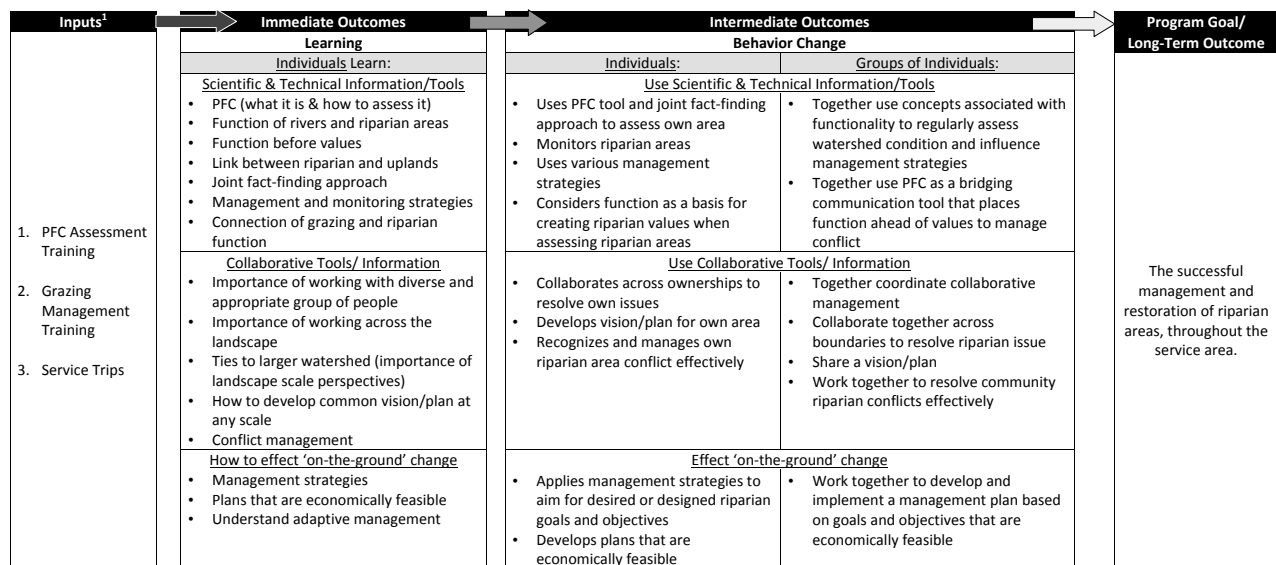 Inputs1
Immediate Outcomes
Intermediate Outcomes
Program Goal/
Long-Term Outcome
1. PFC Assessment
Training
2. Grazing
Management
Training
3. Service Trips
Learning
Individuals Learn:
Scientific & Technical Information/Tools
• PFC (what it is & how to assess it)
• Function of rivers and riparian areas
• Function before values
• Link between riparian and uplands
• Joint fact-finding approach
• Management and monitoring strategies
• Connection of grazing and riparian
function
Collaborative Tools/ Information
• Importance of working with diverse and
appropriate group of people
• Importance of working across the
landscape
• Ties to larger watershed (importance of
landscape scale perspectives)
• How to develop common vision/plan at
any scale
• Conflict management
How to effect ‘on-the-ground’ change
• Management strategies
• Plans that are economically feasible
• Understand adaptive management
Behavior Change
Individuals:
Groups of Individuals:
Use Scientific & Technical Information/Tools
• Uses PFC tool and joint fact-finding
approach to assess own area
• Monitors riparian areas
• Uses various management
strategies
• Considers function as a basis for
creating riparian values when
assessing riparian areas
• Together use concepts associated with
functionality to regularly assess
watershed condition and influence
management strategies
• Together use PFC as a bridging
communication tool that places
function ahead of values to manage
conflict
Use Collaborative Tools/ Information
• Collaborates across ownerships to
resolve own issues
• Develops vision/plan for own area
• Recognizes and manages own
riparian area conflict effectively
• Together coordinate collaborative
management
• Collaborate together across
boundaries to resolve riparian issue
• Share a vision/plan
• Work together to resolve community
riparian conflicts effectively
Effect ‘on-the-ground’ change
• Applies management strategies to
aim for desired or designed riparian
goals and objectives
• Develops plans that are
economically feasible
• Work together to develop and
implement a management plan based
on goals and objectives that are
economically feasible
The successful
management and
restoration of riparian
areas, throughout the
service area.